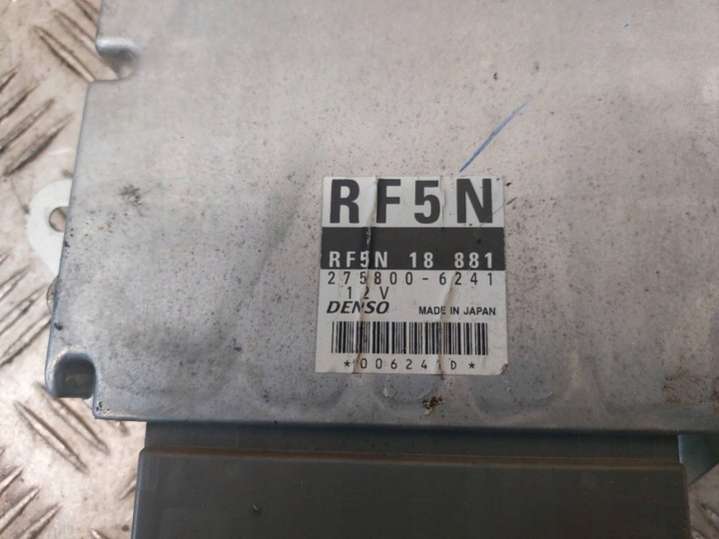 RF5N
RF5N 18 881
275800-6241
12V
DENSO MADE IN JAPAN
*006241D*